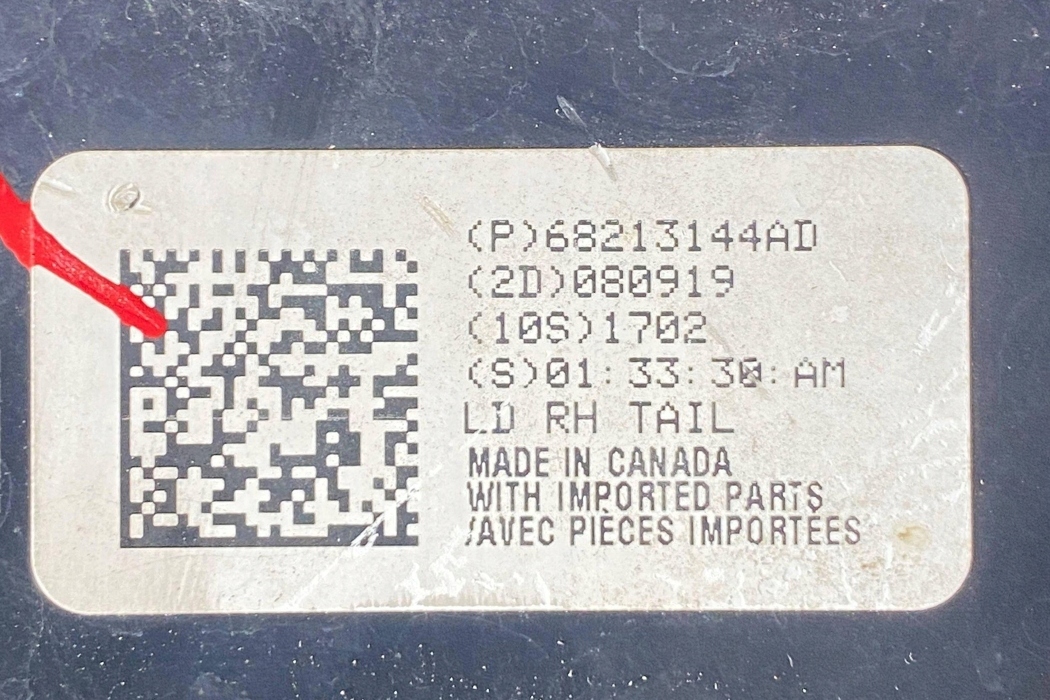 (P)68213144AD
(2D)080919
(10S)1702
(S)01:33:30:AM
LD RH TAIL
MADE IN CANADA
WITH IMPORTED PARTS
/AVEC PIÈCES IMPORTÉES